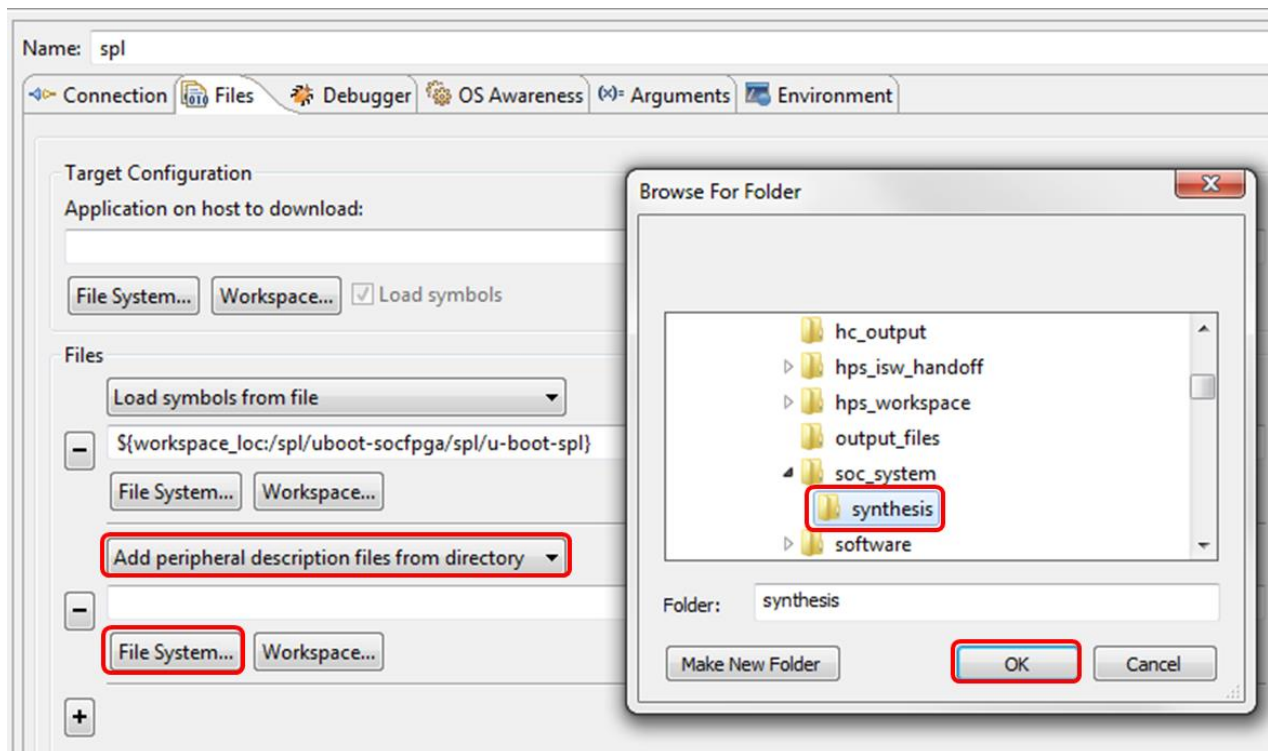 Name: spl
Connection Files Debugger OS Awareness (x)= Arguments Environment
Target Configuration
Application on host to download:
File System... Workspace... Load symbols
Files
Load symbols from file
${workspace_loc:/spl/uboot-socfpga/spl/u-boot-spl}
File System... Workspace...
Add peripheral description files from directory
File System... Workspace...
Browse For Folder
hc_output
hps_isw_handoff
hps_workspace
output_files
soc_system
synthesis
software
Folder: synthesis
Make New Folder OK Cancel